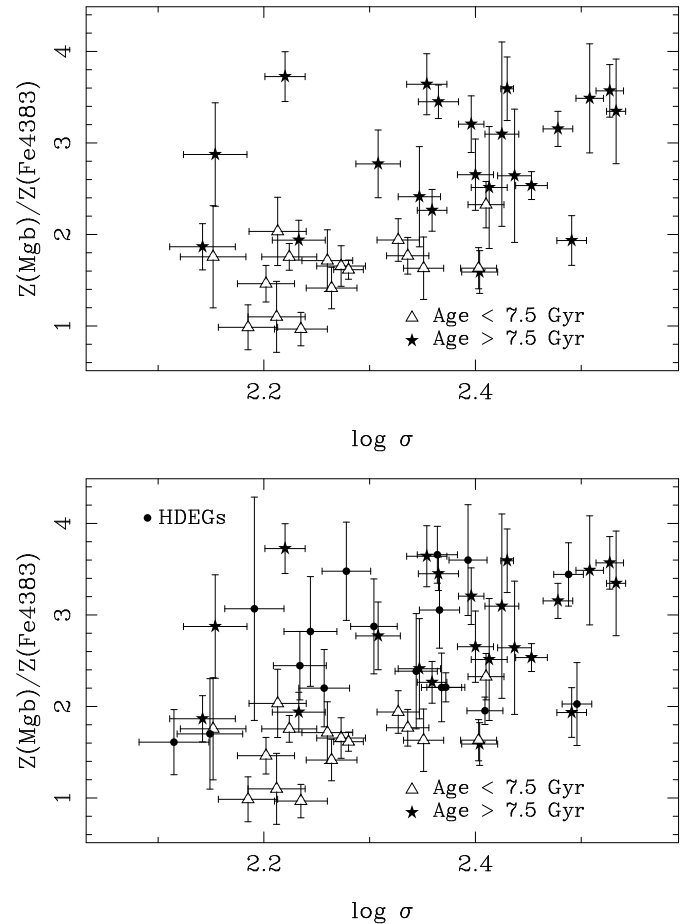 4
3
2
1
Z(Mgb)/Z(Fe4383)
Age < 7.5 Gyr
Age > 7.5 Gyr
2.2
2.4
log σ
HDEGs
4
3
2
1
Z(Mgb)/Z(Fe4383)
Age < 7.5 Gyr
Age > 7.5 Gyr
2.2
2.4
log σ